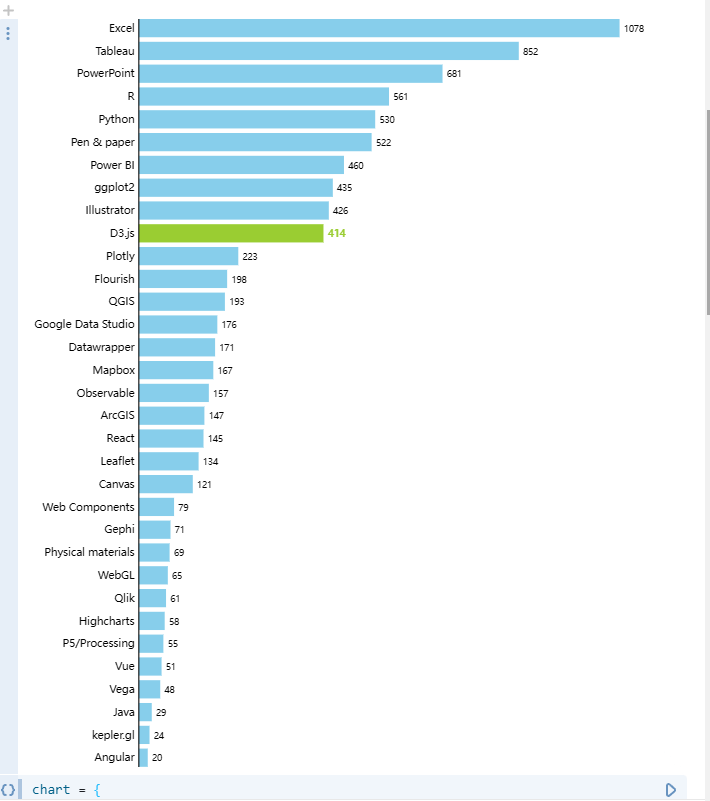 Excel 1078
Tableau 852
PowerPoint 681
R 561
Python 530
Pen & paper 522
Power BI 460
ggplot2 435
Illustrator 426
D3.js 414
Plotly 223
Flourish 198
QGIS 193
Google Data Studio 176
Datawrapper 171
Mapbox 167
Observable 157
ArcGIS 147
React 145
Leaflet 134
Canvas 121
Web Components 79
Gephi 71
Physical materials 69
WebGL 65
Qlik 61
Highcharts 58
P5/Processing 55
Vue 51
Vega 48
Java 29
kepler.gl 24
Angular 20
{} chart = {